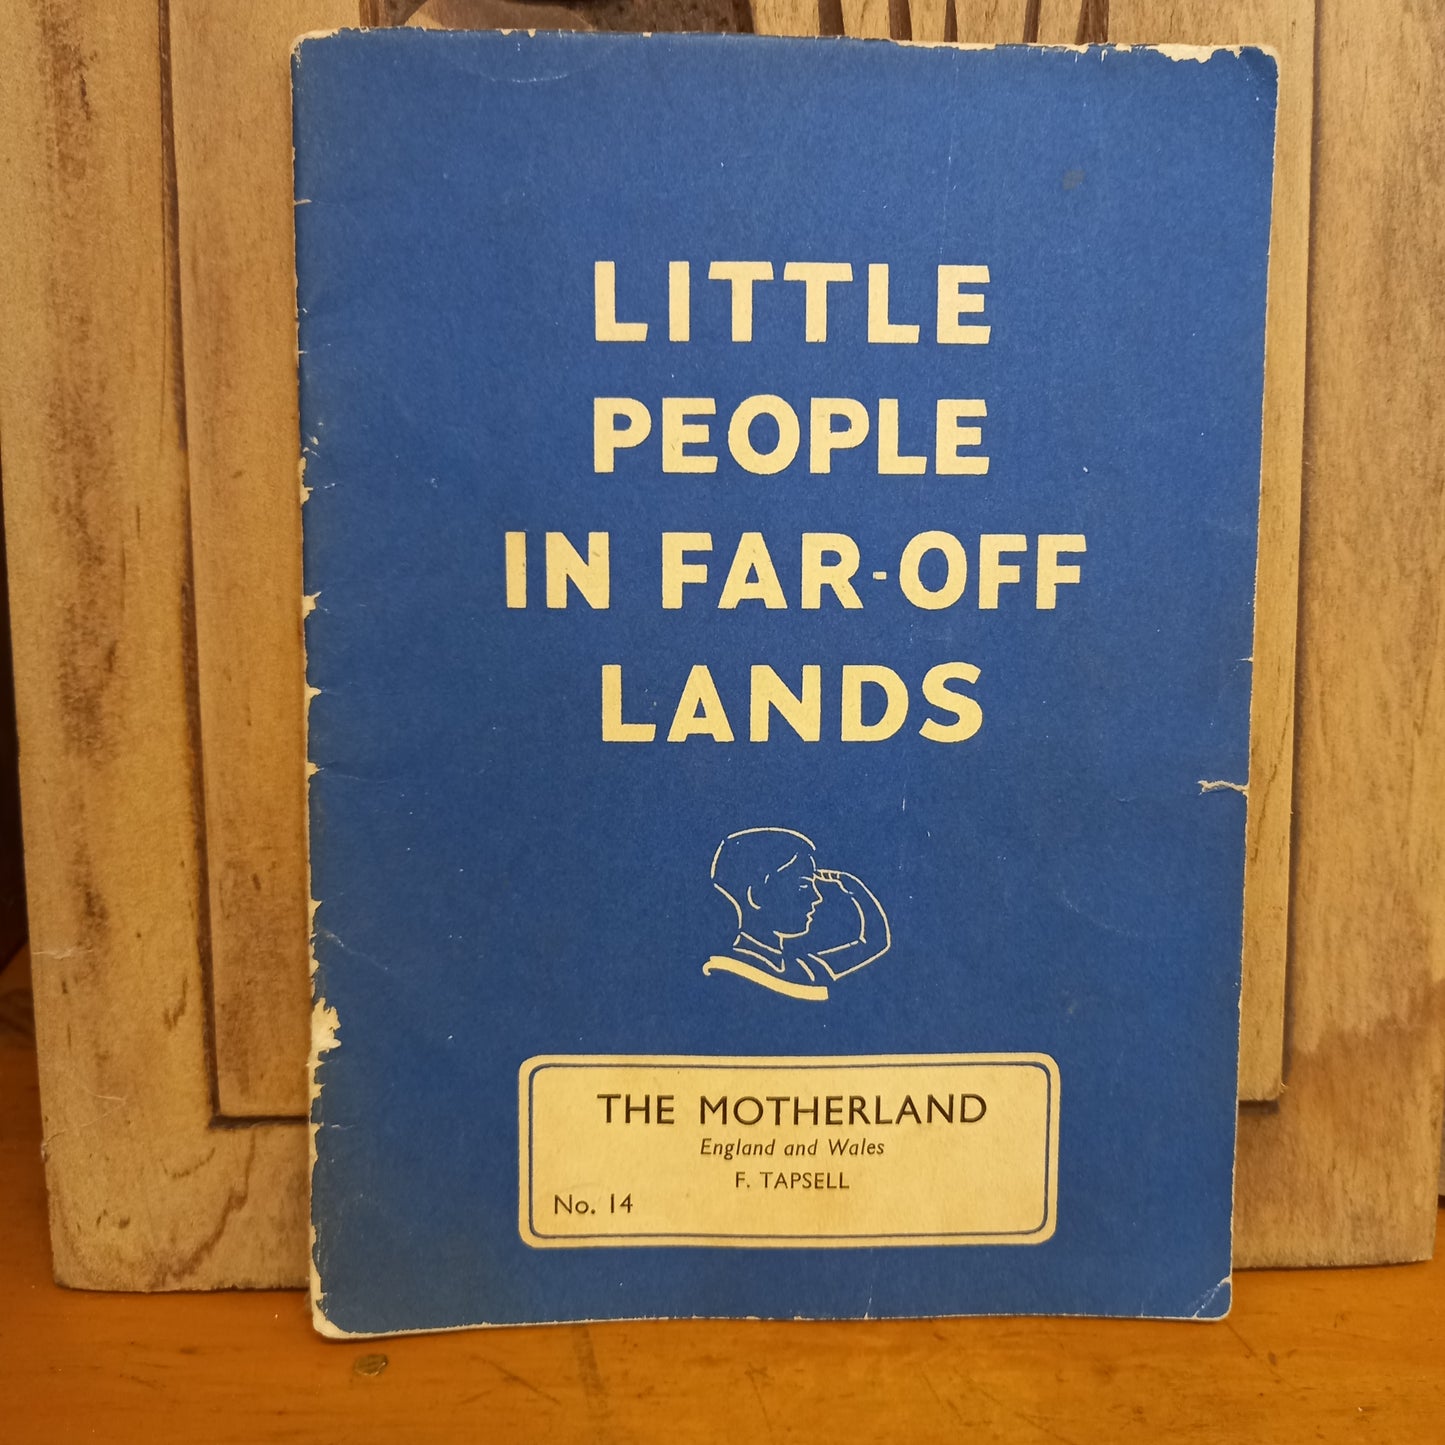 LITTLE
PEOPLE
IN FAR-OFF
LANDS
THE MOTHERLAND
England and Wales
F. TAPSELL
No. 14